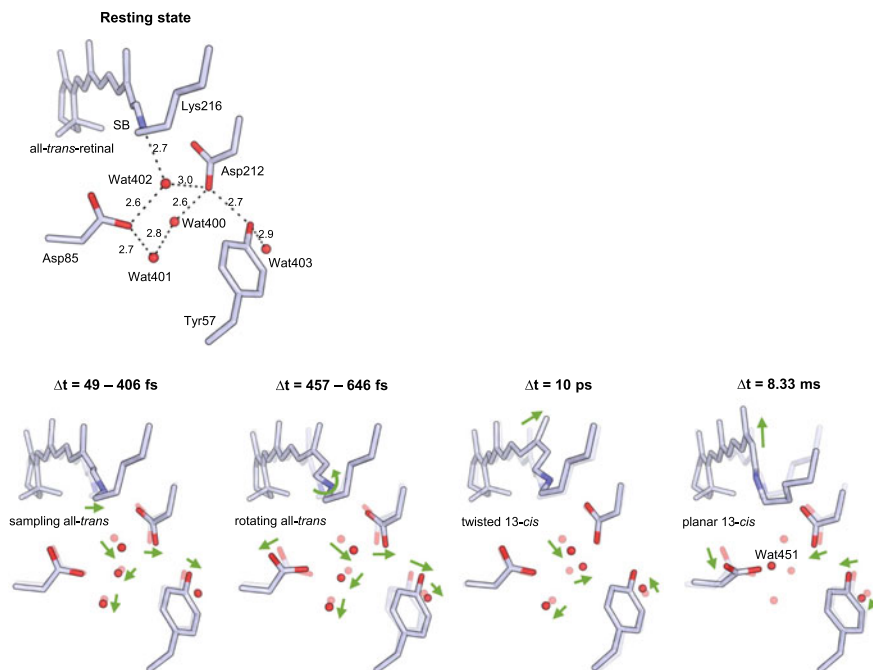 Resting state
Lys216
SB
all-trans-retinal
2.7
Asp212
Wat402
3.0
2.6
2.6
2.7
Wat400
2.8
2.9
Asp85
2.7
Wat403
Wat401
Tyr57
Δt = 49 – 406 fs
Δt = 457 – 646 fs
Δt = 10 ps
Δt = 8.33 ms
sampling all-trans
rotating all-trans
twisted 13-cis
planar 13-cis
Wat451